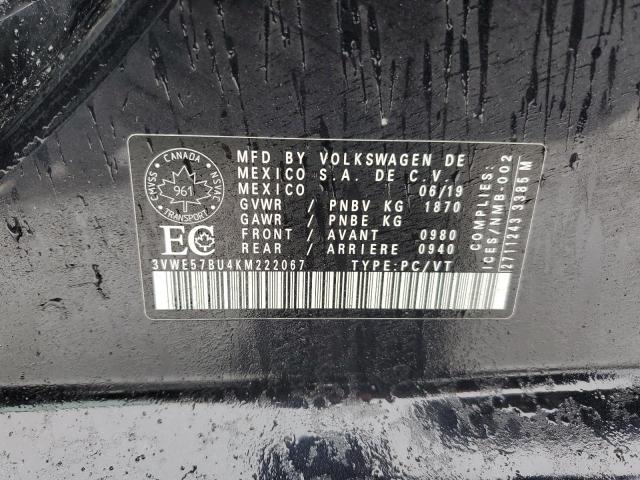 CANADA
CMVSS
NSVAC
961
TRANSPORT
EC
MFD BY VOLKSWAGEN DE
MEXICO S.A. DE C.V.
MEXICO 06/19
GVWR / PNBV KG 1870
GAWR / PNBE KG
FRONT / AVANT 0980
REAR / ARRIERE 0940
3VWE57BU4KM222067 TYPE:PC/VT
COMPLIES:
ICES/NMB-002
27111243 3385 M